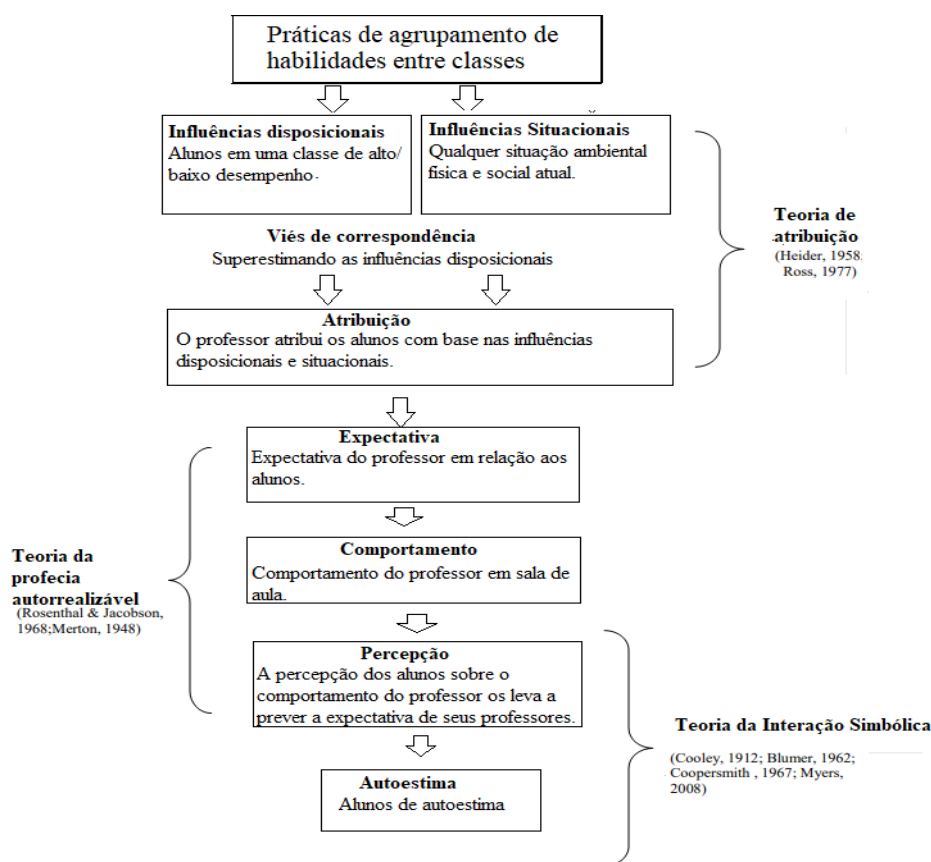 Práticas de agrupamento de
habilidades entre classes
Influências disposicionais
Alunos em uma classe de alto/
baixo desempenho.
Influências Situacionais
Qualquer situação ambiental
física e social atual.
Viés de correspondência
Superestimando as influências disposicionais
Teoria de
atribuição
(Heider, 1958;
Ross, 1977)
Atribuição
O professor atribui os alunos com base nas influências
disposicionais e situacionais.
Expectativa
Expectativa do professor em relação aos
alunos.
Comportamento
Comportamento do professor em sala de
aula.
Teoria da
profecia
autorrealizável
(Rosenthal & Jacobson,
1968;Merton, 1948)
Percepção
A percepção dos alunos sobre o
comportamento do professor os leva a
prever a expectativa de seus professores.
Teoria da Interação Simbólica
(Cooley, 1912; Blumer, 1962;
Coopersmith , 1967; Myers,
2008)
Autoestima
Alunos de autoestima